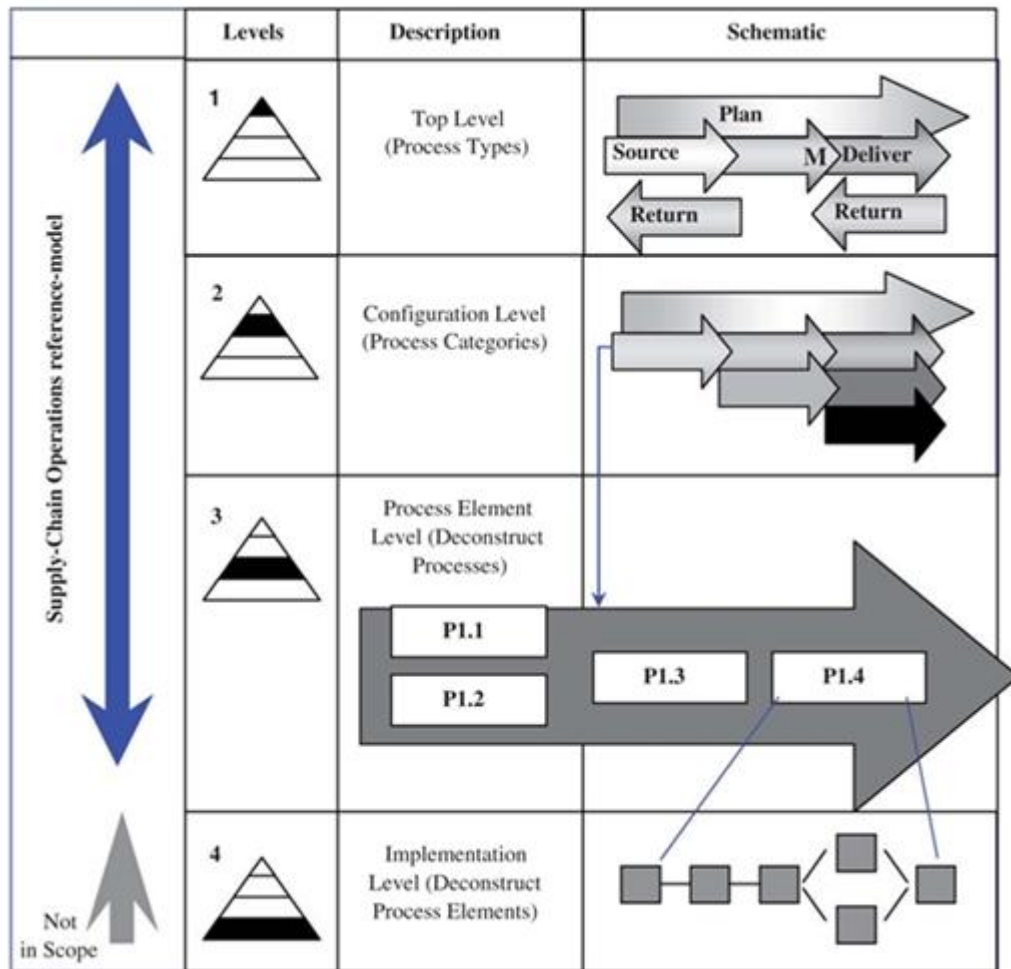 Levels
Description
Schematic
Supply-Chain Operations reference-model
1
Top Level
(Process Types)
Plan
Source
M
Deliver
Return
Return
2
Configuration Level
(Process Categories)
3
Process Element
Level (Deconstruct
Processes)
P1.1
P1.2
P1.3
P1.4
4
Implementation
Level (Deconstruct
Process Elements)
Not
in Scope